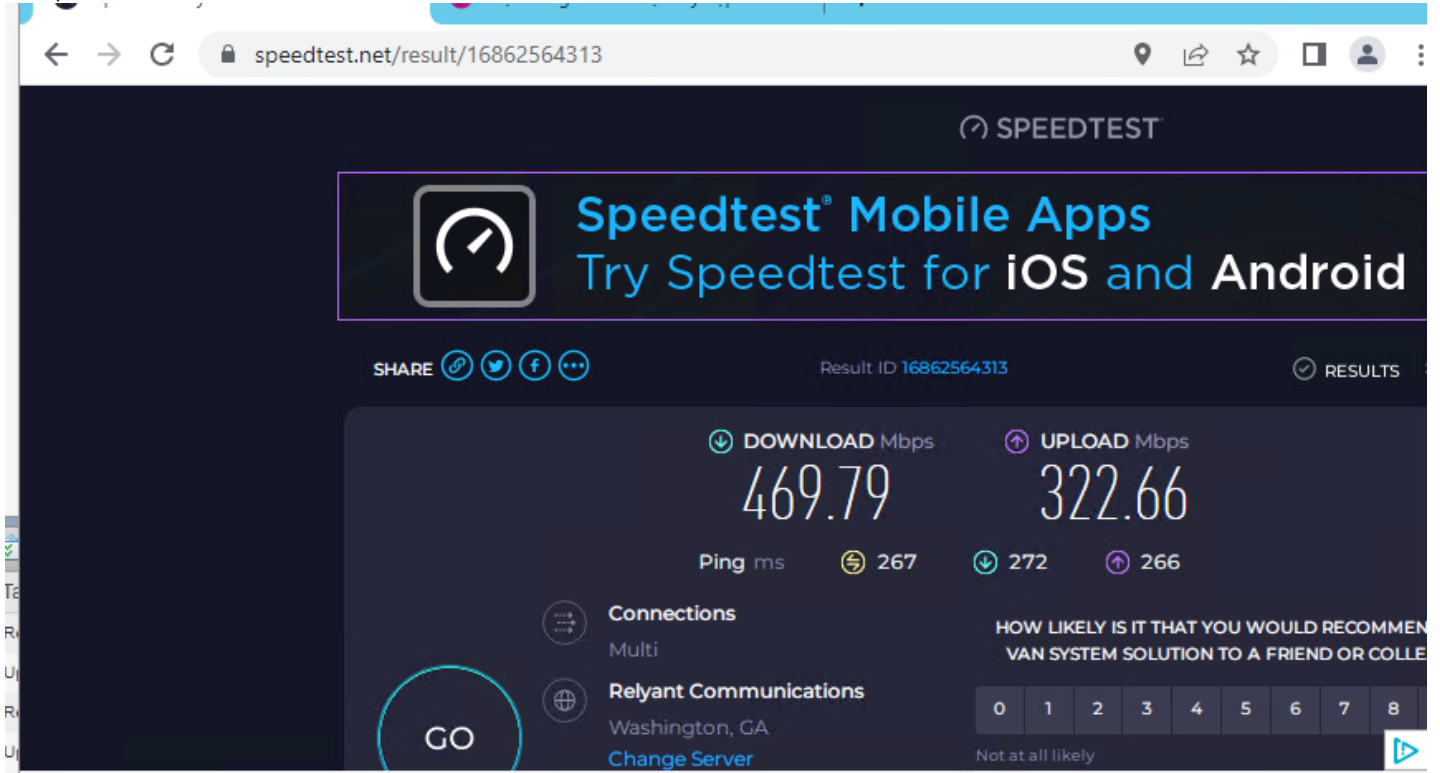 speedtest.net/result/16862564313
SPEEDTEST
Speedtest® Mobile Apps
Try Speedtest for iOS and Android
SHARE
Result ID 16862564313
RESULTS
DOWNLOAD Mbps
UPLOAD Mbps
469.79
322.66
Ping ms 267 272 266
Connections
Multi
HOW LIKELY IS IT THAT YOU WOULD RECOMMEN
VAN SYSTEM SOLUTION TO A FRIEND OR COLLE
Relyant Communications
Washington, GA
Change Server
GO
0 1 2 3 4 5 6 7 8
Not at all likely